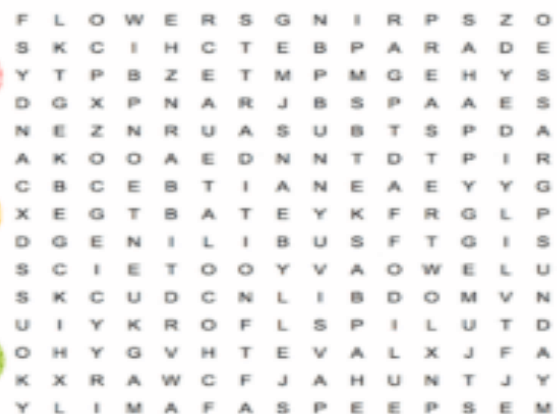 F L O W E R S G N I R P S Z O
S K C I H C T E B P A R A D E
Y T P B Z E T M P M G E H Y S
D G X P N A R J B S P A A E S
N E Z N R U A S U B T S P D A
A K O O A E D N N T D T P I R
C B C E B T I A N E A E Y Y G
X E G T B A T E Y K F R G L P
D G E N I L I B U S F T G I S
S C I E T O O Y V A O W E L U
S K C U D C N L I B D O M V N
U I Y K R O F L S P I L U T D
O H Y G V H T E V A L X J F A
K X R A W C F J A H U N T J Y
Y L I M A F A S P E E P S E M